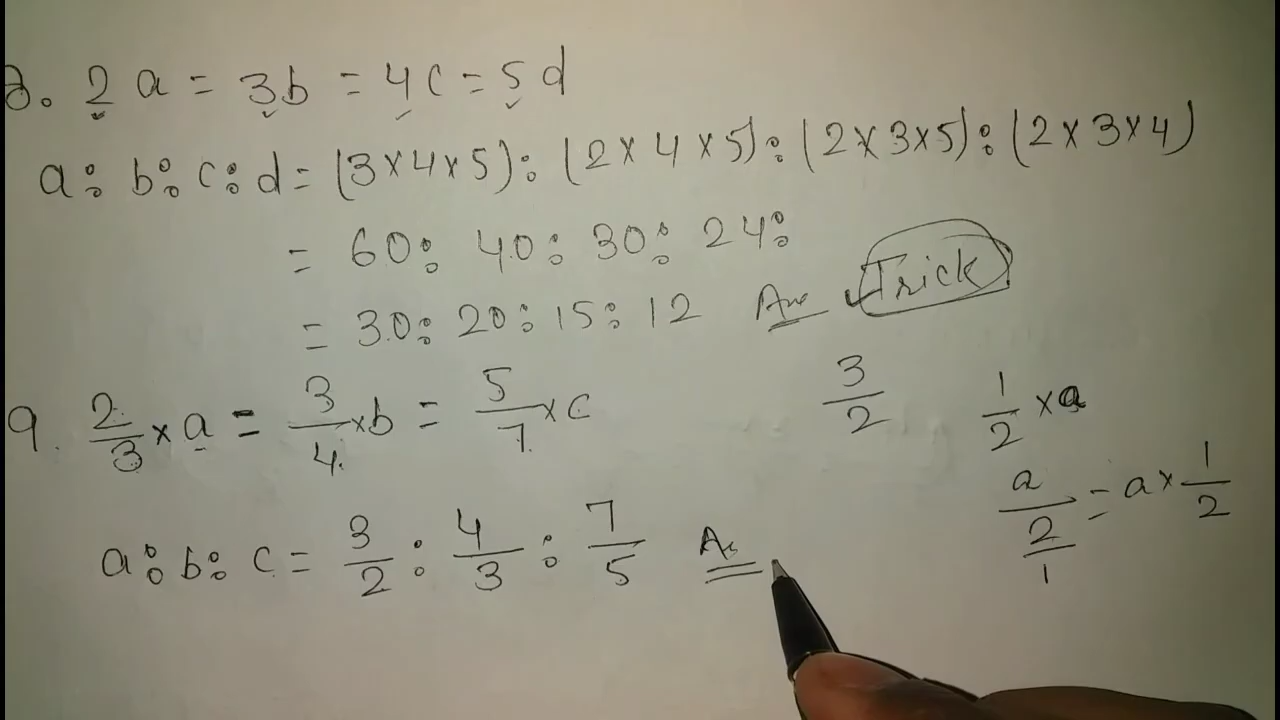 8. 2a = 3b = 4c = 5d
a : b : c : d = (3×4×5) : (2×4×5) : (2×3×5) : (2×3×4)
= 60 : 40 : 30 : 24 :
= 30 : 20 : 15 : 12 Ans Trick
9. 2/3 × a = 3/4 × b = 5/7 × c
3/2 1/2 × a
a/(2/1) = a × 1/2
a : b : c = 3/2 : 4/3 : 7/5 Ans